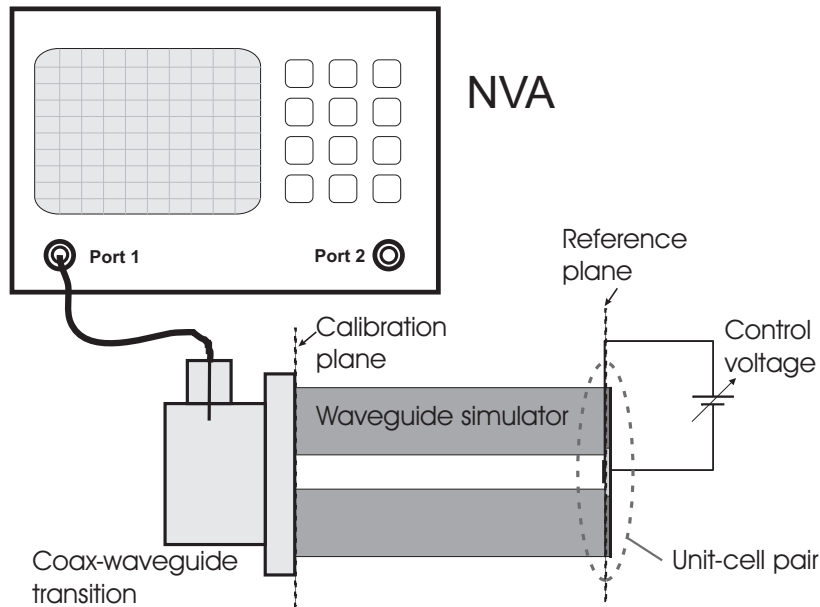 NVA
Port 1
Port 2
Reference
plane
Calibration
plane
Control
voltage
Waveguide simulator
Coax-waveguide
transition
Unit-cell pair